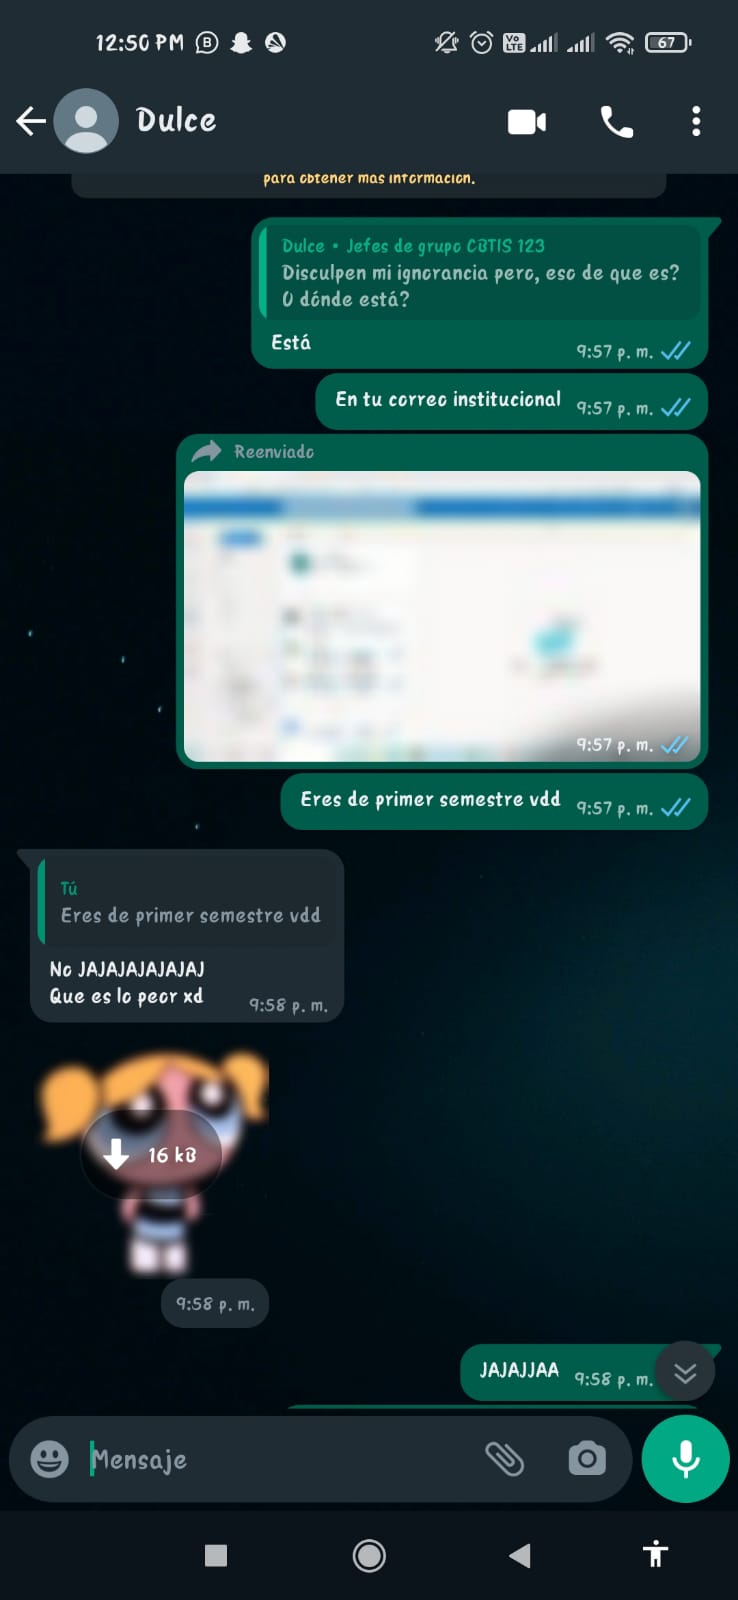 12:50 PM
67
Dulce
para obtener más información.
Dulce • Jefes de grupo CBTIS 123
Disculpen mi ignorancia pero, eso de que es?
O dónde está?
Está
9:57 p. m.
En tu correo institucional
9:57 p. m.
Reenviado
9:57 p. m.
Eres de primer semestre vdd
9:57 p. m.
Tú
Eres de primer semestre vdd
No JAJAJAJAJAJAJ
Que es lo peor xd
9:58 p. m.
16 kB
9:58 p. m.
JAJAJJAA
9:58 p. m.
Mensaje